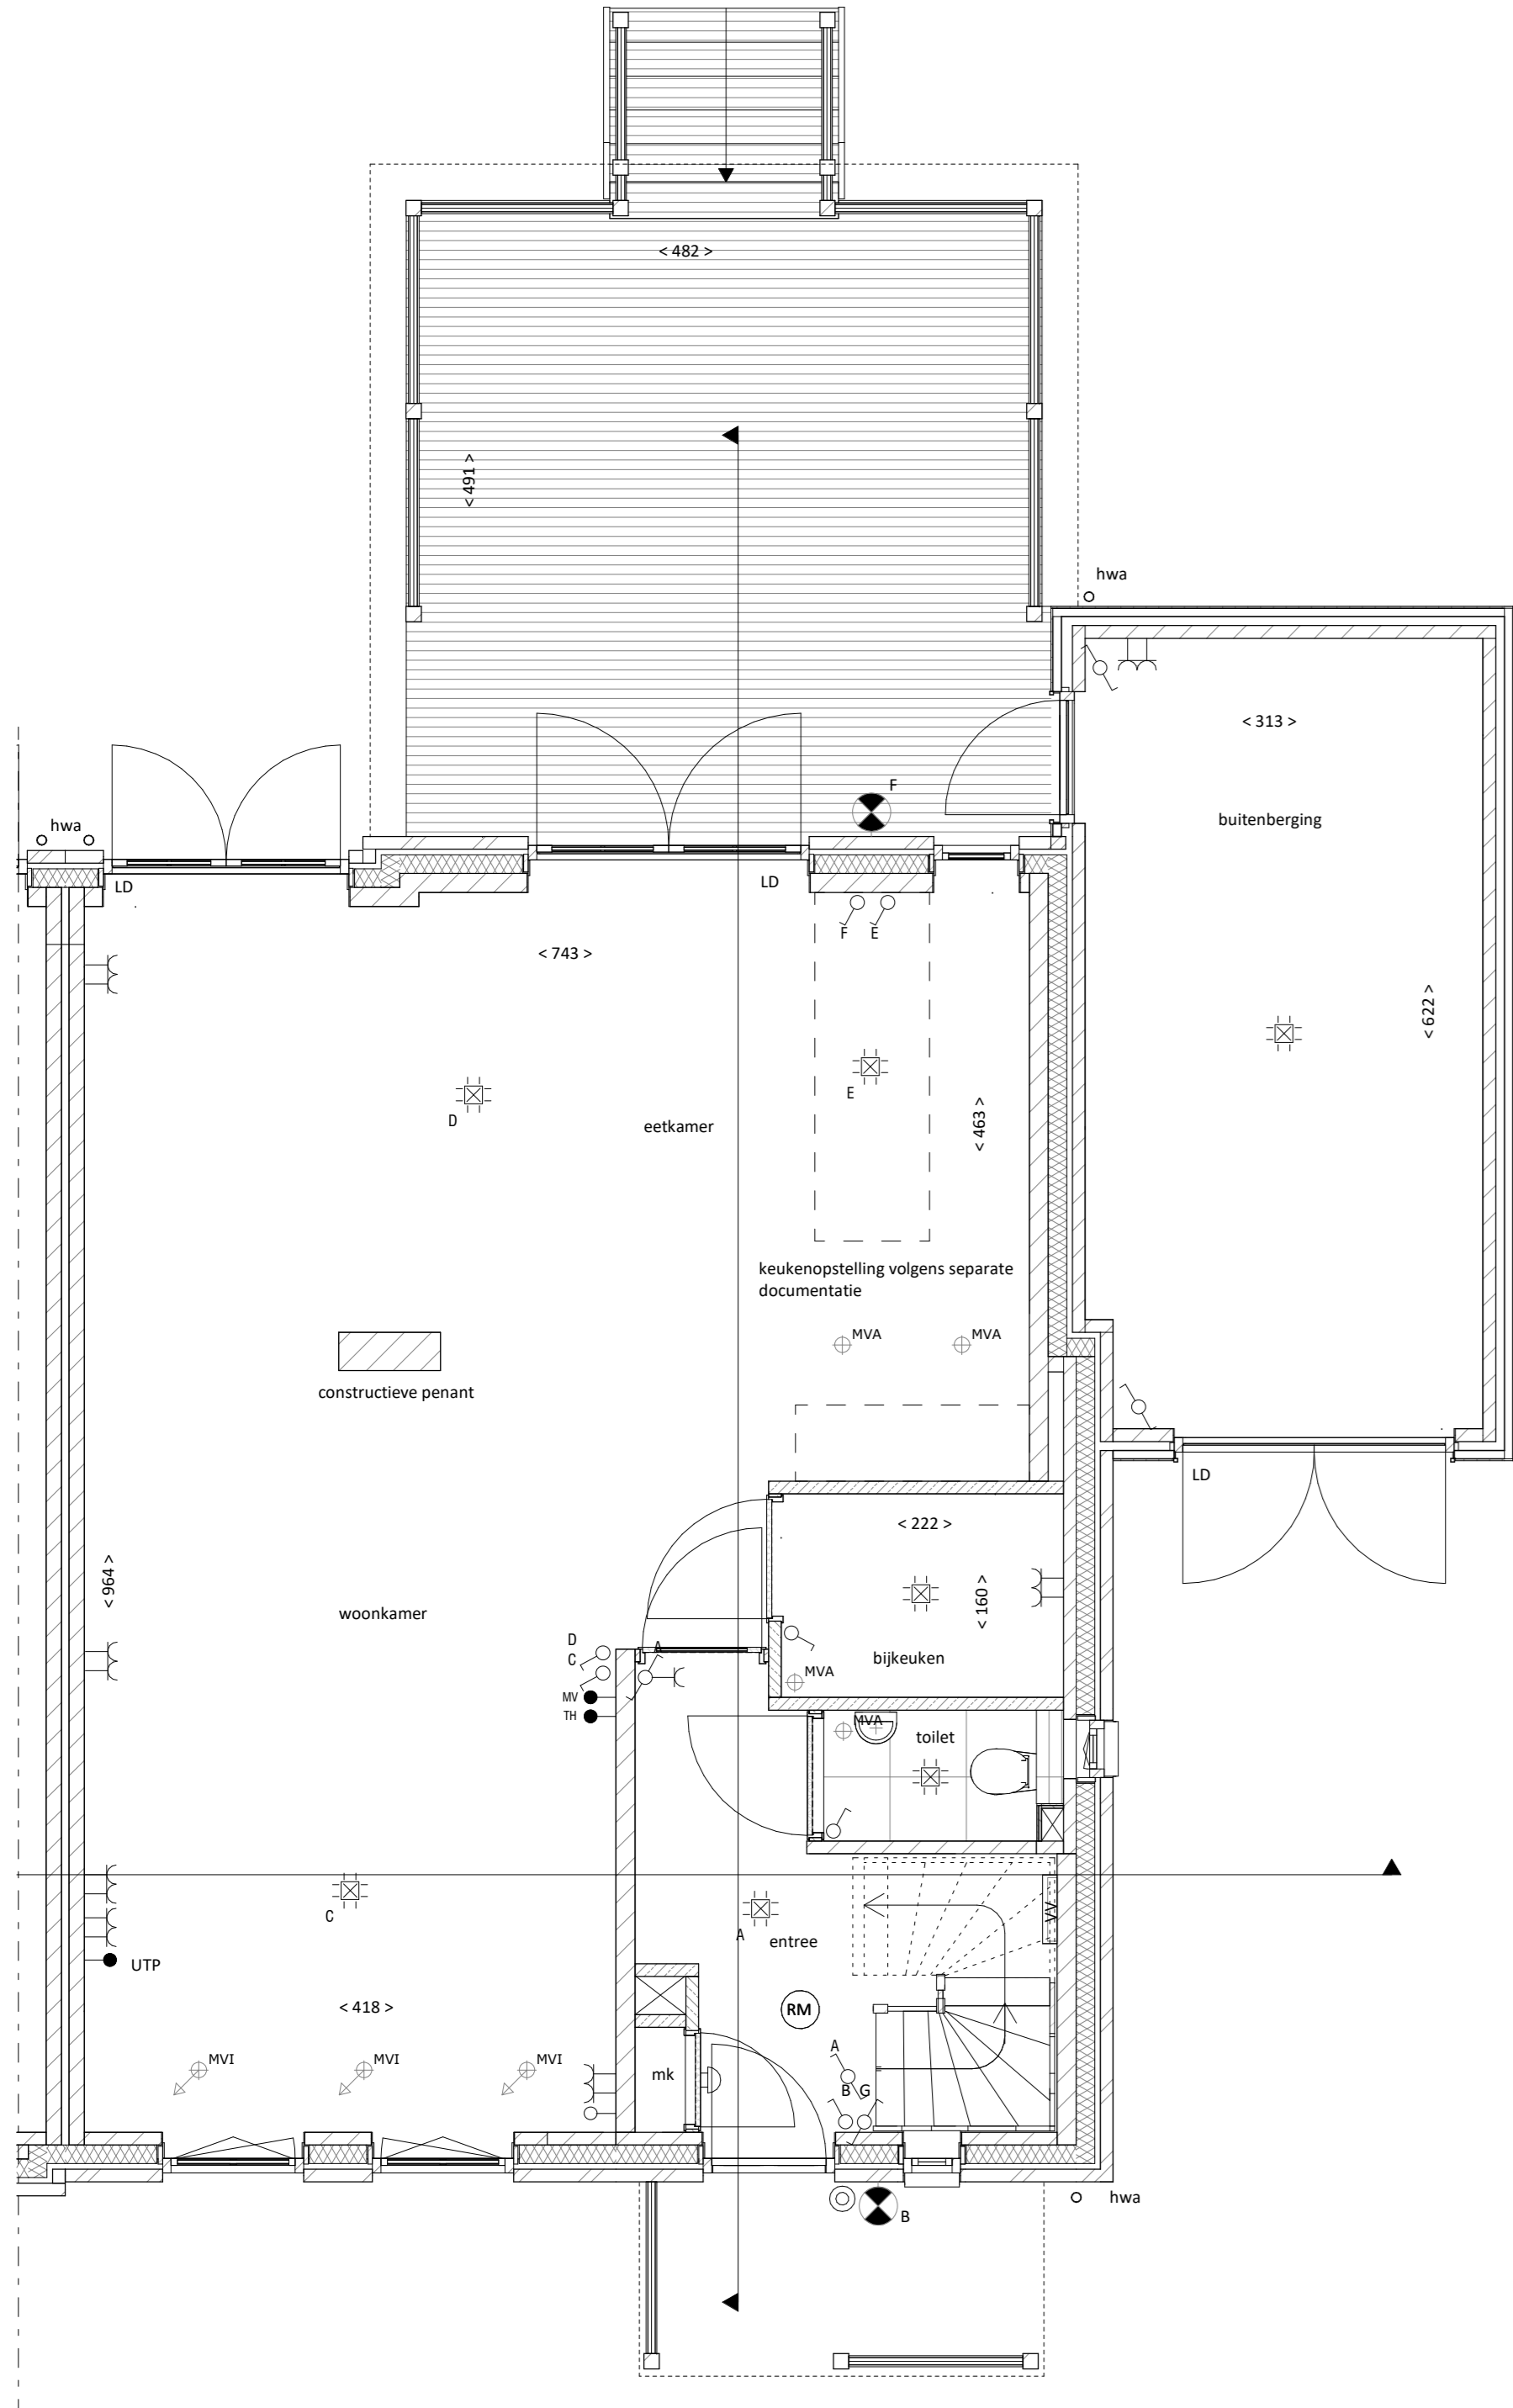 < 482 >
< 491 >
hwa
< 313 >
F
buitenberging
hwa
LD
LD
F
E
< 743 >
< 622 >
D
E
eetkamer
< 463 >
keukenopstelling volgens separate
documentatie
MVA
MVA
constructieve penant
LD
< 222 >
< 964 >
< 160 >
woonkamer
D
C
A
bijkeuken
MVA
MV
TH
MVA
toilet
C
A
entree
VV
UTP
< 418 >
RM
MVI
MVI
MVI
mk
A
B
G
hwa
B